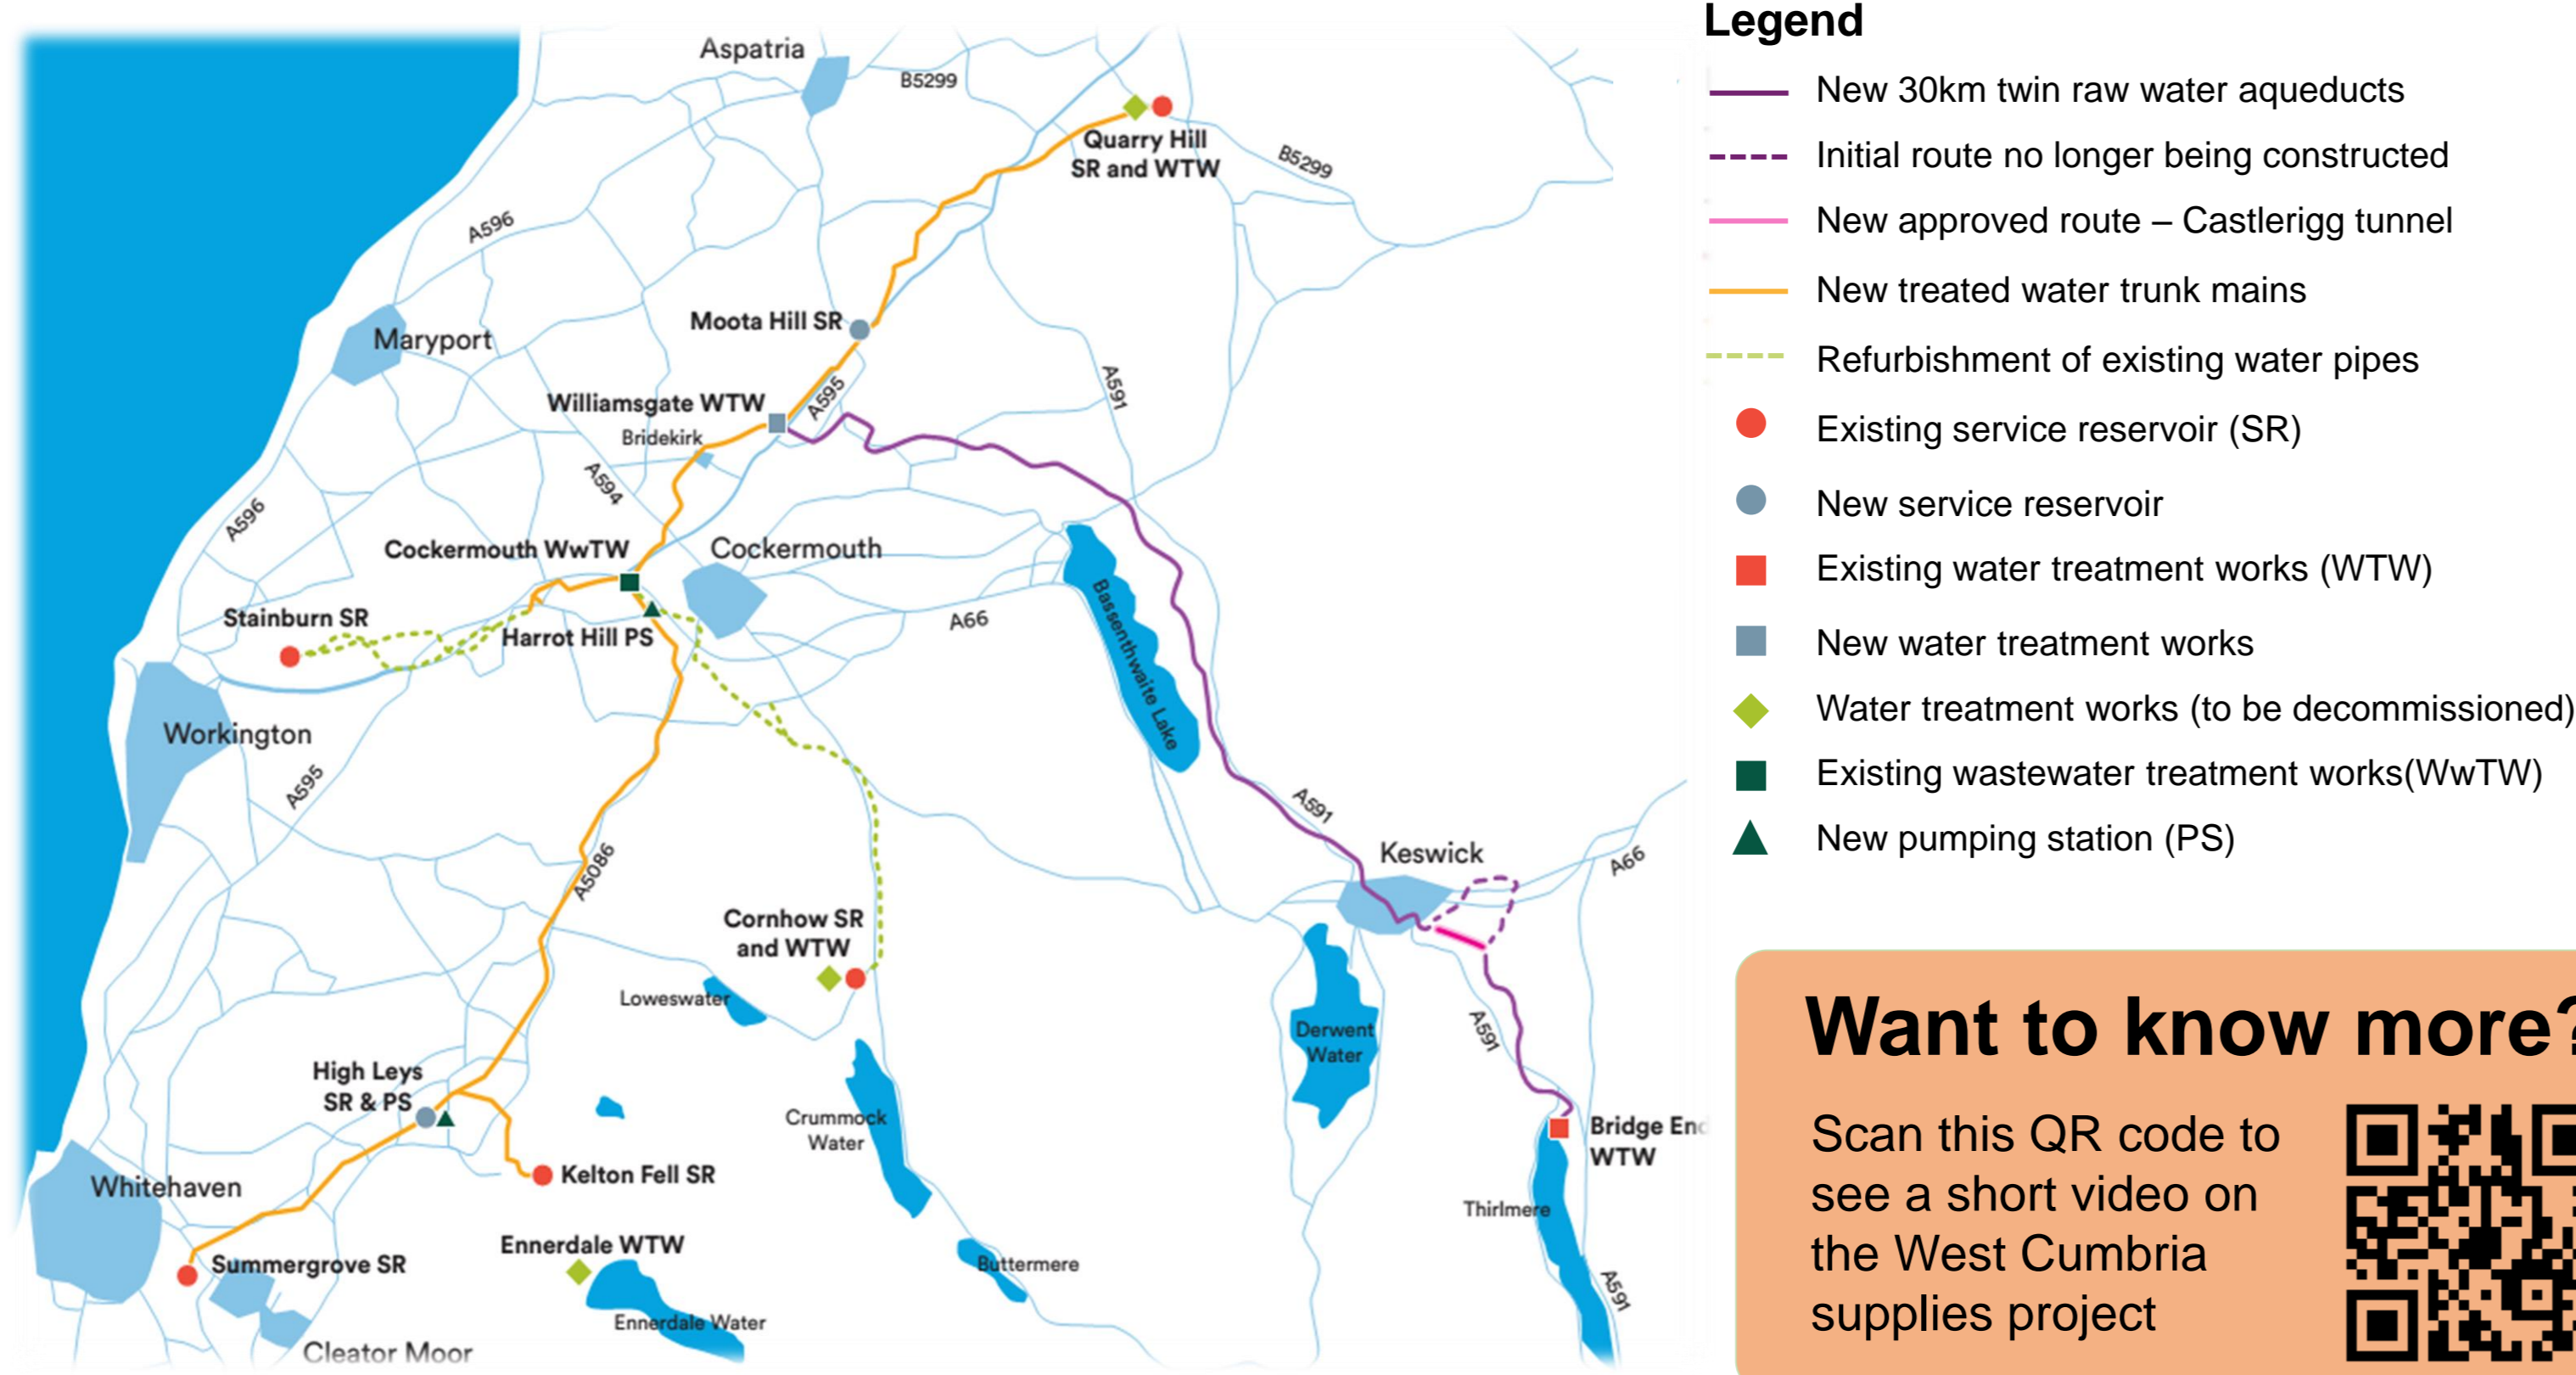 Aspatria
B5299
Quarry Hill
SR and WTW
B5299
A596
Moota Hill SR
Maryport
A595
A591
Williamsgate WTW
Bridekirk
A594
A596
Cockermouth WwTW
Cockermouth
Bassenthwaite Lake
Stainburn SR
A66
Harrot Hill PS
Workington
A595
A591
A5086
Keswick
A66
Cornhow SR
and WTW
Loweswater
Derwent
Water
A591
High Leys
SR & PS
Crummock
Water
Bridge End
WTW
Kelton Fell SR
Whitehaven
Thirlmere
Ennerdale WTW
Summergrove SR
Buttermere
A591
Ennerdale Water
Cleator Moor
Legend
New 30km twin raw water aqueducts
Initial route no longer being constructed
New approved route – Castlerigg tunnel
New treated water trunk mains
Refurbishment of existing water pipes
Existing service reservoir (SR)
New service reservoir
Existing water treatment works (WTW)
New water treatment works
Water treatment works (to be decommissioned)
Existing wastewater treatment works(WwTW)
New pumping station (PS)
Want to know more?
Scan this QR code to
see a short video on
the West Cumbria
supplies project